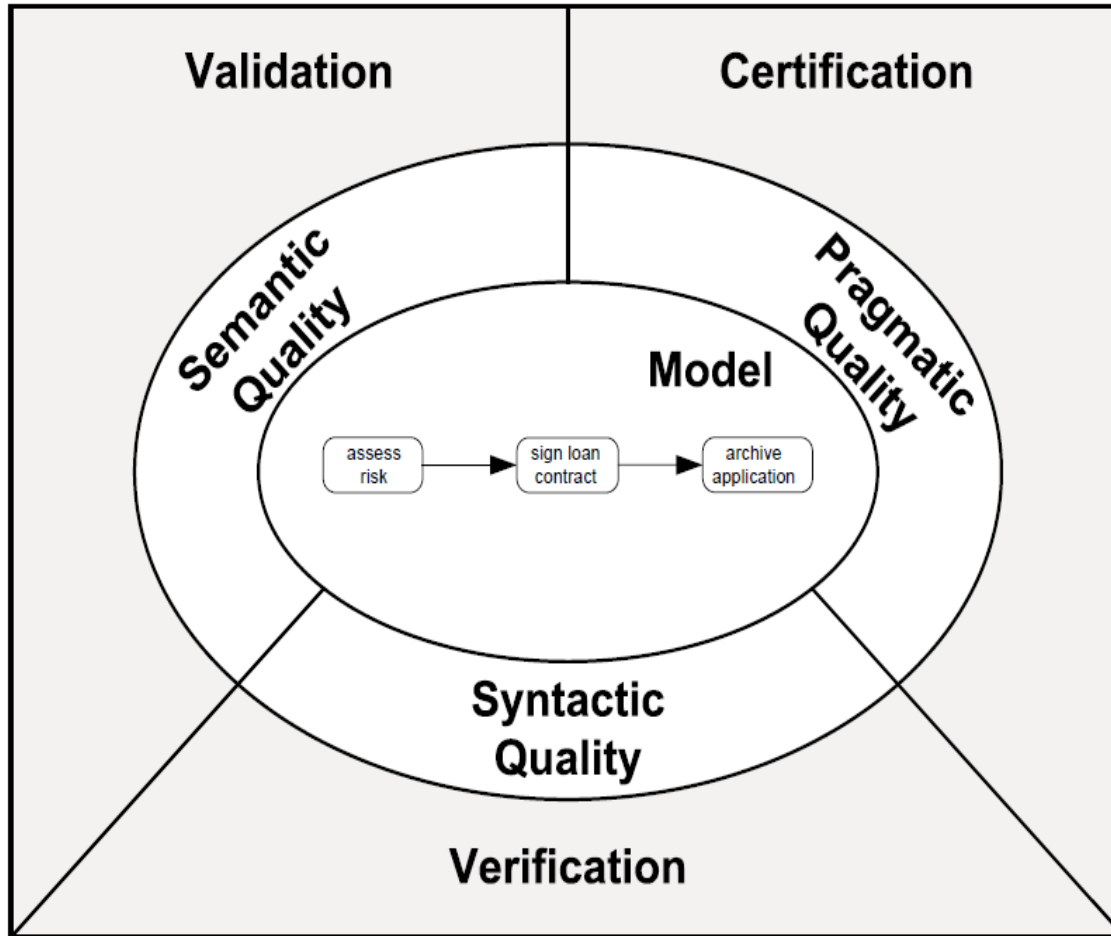 Validation
Certification
Semantic
Quality
Pragmatic
Quality
Model
assess
risk
sign loan
contract
archive
application
Syntactic
Quality
Verification